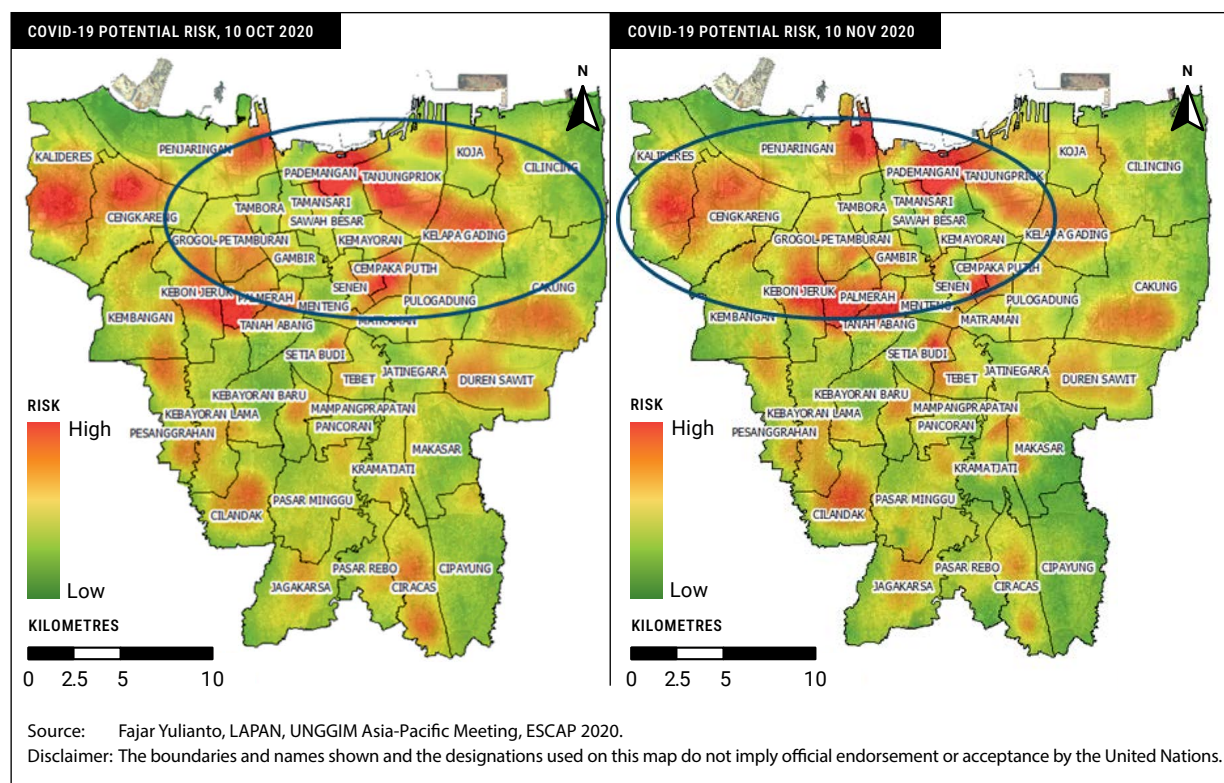 COVID-19 POTENTIAL RISK, 10 OCT 2020
N
KALIDERES
PENJARINGAN
KOJA
CILINCING
PADEMANGAN
TANJUNGPRIOK
CENGKARENG
TAMBORA
TAMANSARI
SAWAH BESAR
GROGOL PETAMBURAN
KEMAYORAN
KELAPA GADING
GAMBIR
CEMPAKA PUTIH
SENEN
KEBON JERUK
PALMERAH
MENTENG
PULOGADUNG
CAKUNG
KEMBANGAN
TANAH ABANG
MATRAMAN
SETIA BUDI
JATINEGARA
TEBET
DUREN SAWIT
KEBAYORAN BARU
KEBAYORAN LAMA
MAMPANGPRAPATAN
PANCORAN
PESANGGRAHAN
MAKASAR
KRAMATJATI
PASAR MINGGU
CILANDAK
PASAR REBO
CIPAYUNG
JAGAKARSA
CIRACAS
RISK
High
Low
KILOMETRES
0 2.5 5 10
COVID-19 POTENTIAL RISK, 10 NOV 2020
N
KALIDERES
PENJARINGAN
KOJA
CILINCING
PADEMANGAN
TANJUNGPRIOK
CENGKARENG
TAMBORA
TAMANSARI
SAWAH BESAR
GROGOL PETAMBURAN
KEMAYORAN
KELAPA GADING
GAMBIR
CEMPAKA PUTIH
SENEN
KEBON JERUK
PALMERAH
MENTENG
PULOGADUNG
CAKUNG
KEMBANGAN
TANAH ABANG
MATRAMAN
SETIA BUDI
JATINEGARA
TEBET
DUREN SAWIT
KEBAYORAN BARU
KEBAYORAN LAMA
MAMPANGPRAPATAN
PANCORAN
PESANGGRAHAN
MAKASAR
KRAMATJATI
PASAR MINGGU
CILANDAK
PASAR REBO
CIPAYUNG
JAGAKARSA
CIRACAS
RISK
High
Low
KILOMETRES
0 2.5 5 10
Source: Fajar Yulianto, LAPAN, UNGGIM Asia-Pacific Meeting, ESCAP 2020.
Disclaimer: The boundaries and names shown and the designations used on this map do not imply official endorsement or acceptance by the United Nations.